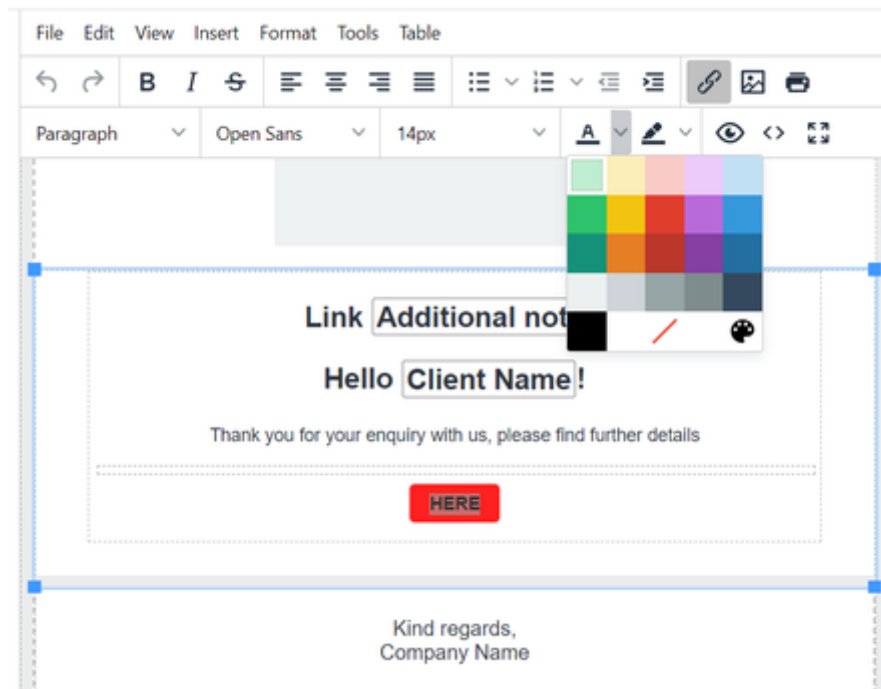 File Edit View Insert Format Tools Table
B I S
Paragraph Open Sans 14px A
Link Additional not
Hello Client Name!
Thank you for your enquiry with us, please find further details
HERE
Kind regards,
Company Name